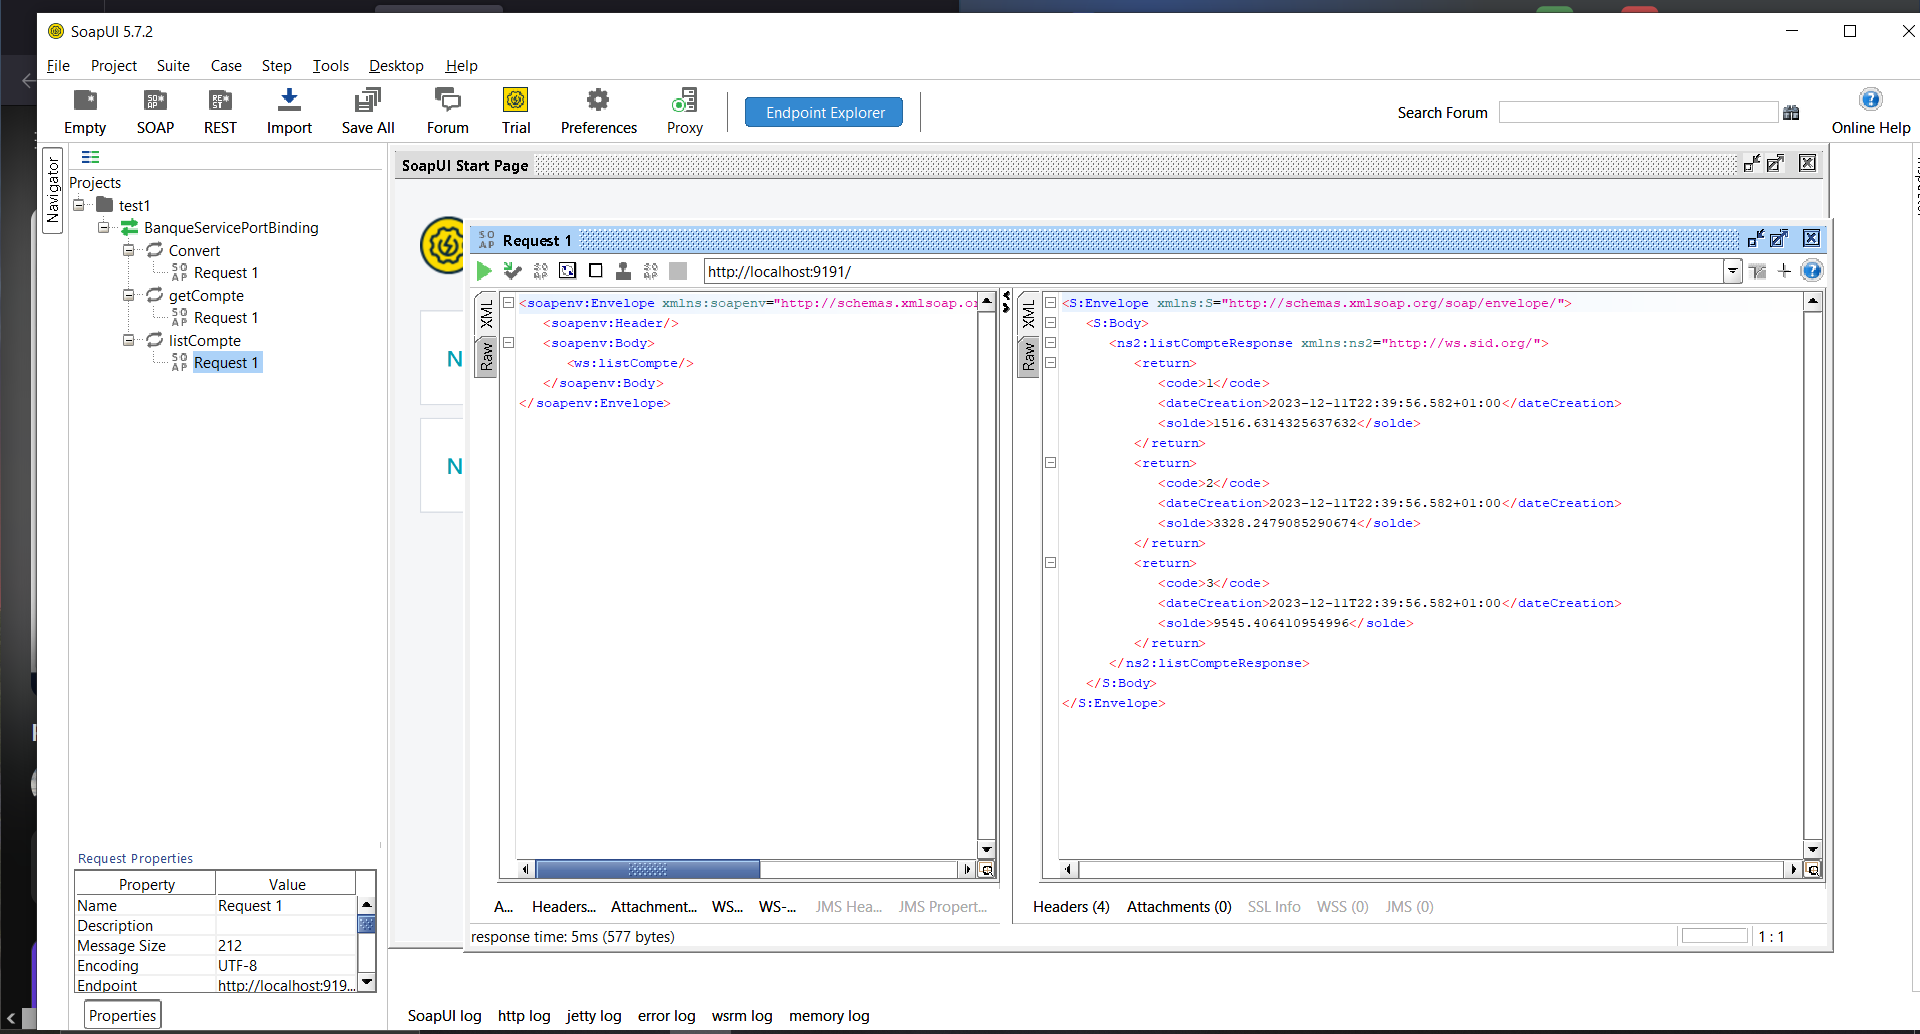 SoapUI 5.7.2
File Project Suite Case Step Tools Desktop Help
Empty SOAP REST Import Save All Forum Trial Preferences Proxy Endpoint Explorer Search Forum Online Help
Navigator
Projects
test1
BanqueServicePortBinding
Convert
Request 1
getCompte
Request 1
listCompte
Request 1
SoapUI Start Page
N
N
Request 1
http://localhost:9191/
XML
Raw
<soapenv:Envelope xmlns:soapenv="http://schemas.xmlsoap.or
<soapenv:Header/>
<soapenv:Body>
<ws:listCompte/>
</soapenv:Body>
</soapenv:Envelope>
XML
Raw
<S:Envelope xmlns:S="http://schemas.xmlsoap.org/soap/envelope/">
<S:Body>
<ns2:listCompteResponse xmlns:ns2="http://ws.sid.org/">
<return>
<code>1</code>
<dateCreation>2023-12-11T22:39:56.582+01:00</dateCreation>
<solde>1516.6314325637632</solde>
</return>
<return>
<code>2</code>
<dateCreation>2023-12-11T22:39:56.582+01:00</dateCreation>
<solde>3328.2479085290674</solde>
</return>
<return>
<code>3</code>
<dateCreation>2023-12-11T22:39:56.582+01:00</dateCreation>
<solde>9545.406410954996</solde>
</return>
</ns2:listCompteResponse>
</S:Body>
</S:Envelope>
A... Headers... Attachment... WS... WS-... JMS Hea... JMS Propert...
Headers (4) Attachments (0) SSL Info WSS (0) JMS (0)
response time: 5ms (577 bytes)
1 : 1
Request Properties
Property Value
Name Request 1
Description
Message Size 212
Encoding UTF-8
Endpoint http://localhost:919...
Properties
SoapUI log http log jetty log error log wsrm log memory log